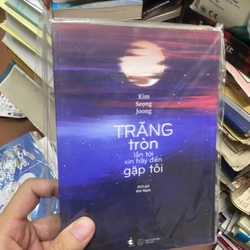 Kim
Seong
Joong
TRĂNG
tròn
lần tới
xin hãy đến
gặp tôi